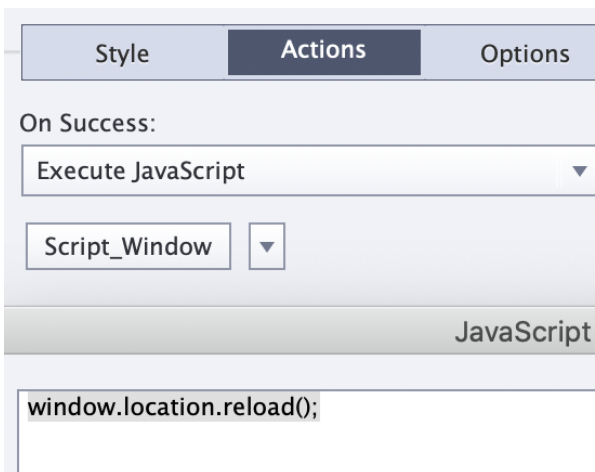 Style Actions Options
On Success:
Execute JavaScript
Script_Window
JavaScript
window.location.reload();